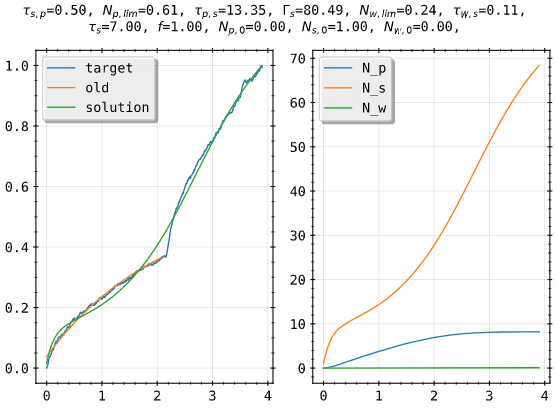 τ_{s,p}=0.50, N_{p,lim}=0.61, τ_{p,s}=13.35, Γ_s=80.49, N_{w,lim}=0.24, τ_{w,s}=0.11,
τ_s=7.00, f=1.00, N_{p,0}=0.00, N_{s,0}=1.00, N_{w,0}=0.00,
target
old
solution
1.0
0.8
0.6
0.4
0.2
0.0
0 1 2 3 4
N_p
N_s
N_w
70
60
50
40
30
20
10
0
0 1 2 3 4